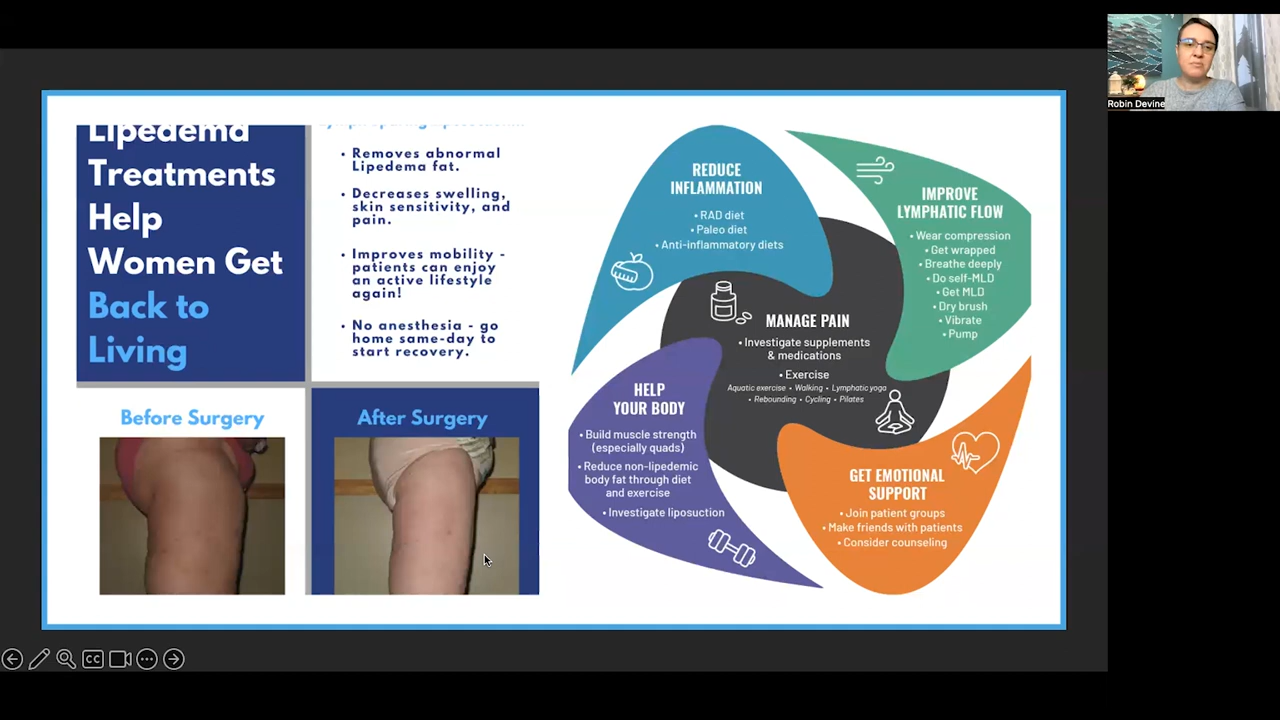 Robin Devine
Lipedema
Treatments
Help
Women Get
Back to
Living
• Removes abnormal
Lipedema fat.
• Decreases swelling,
skin sensitivity, and
pain.
• Improves mobility -
patients can enjoy
an active lifestyle
again!
• No anesthesia - go
home same-day to
start recovery.
Before Surgery
After Surgery
REDUCE
INFLAMMATION
• RAD diet
• Paleo diet
• Anti-inflammatory diets
IMPROVE
LYMPHATIC FLOW
• Wear compression
• Get wrapped
• Breathe deeply
• Do self-MLD
• Get MLD
• Dry brush
• Vibrate
• Pump
MANAGE PAIN
• Investigate supplements
& medications
• Exercise
Aquatic exercise • Walking • Lymphatic yoga
• Rebounding • Cycling • Pilates
HELP
YOUR BODY
• Build muscle strength
(especially quads)
• Reduce non-lipedemic
body fat through diet
and exercise
• Investigate liposuction
GET EMOTIONAL
SUPPORT
• Join patient groups
• Make friends with patients
• Consider counseling
CC